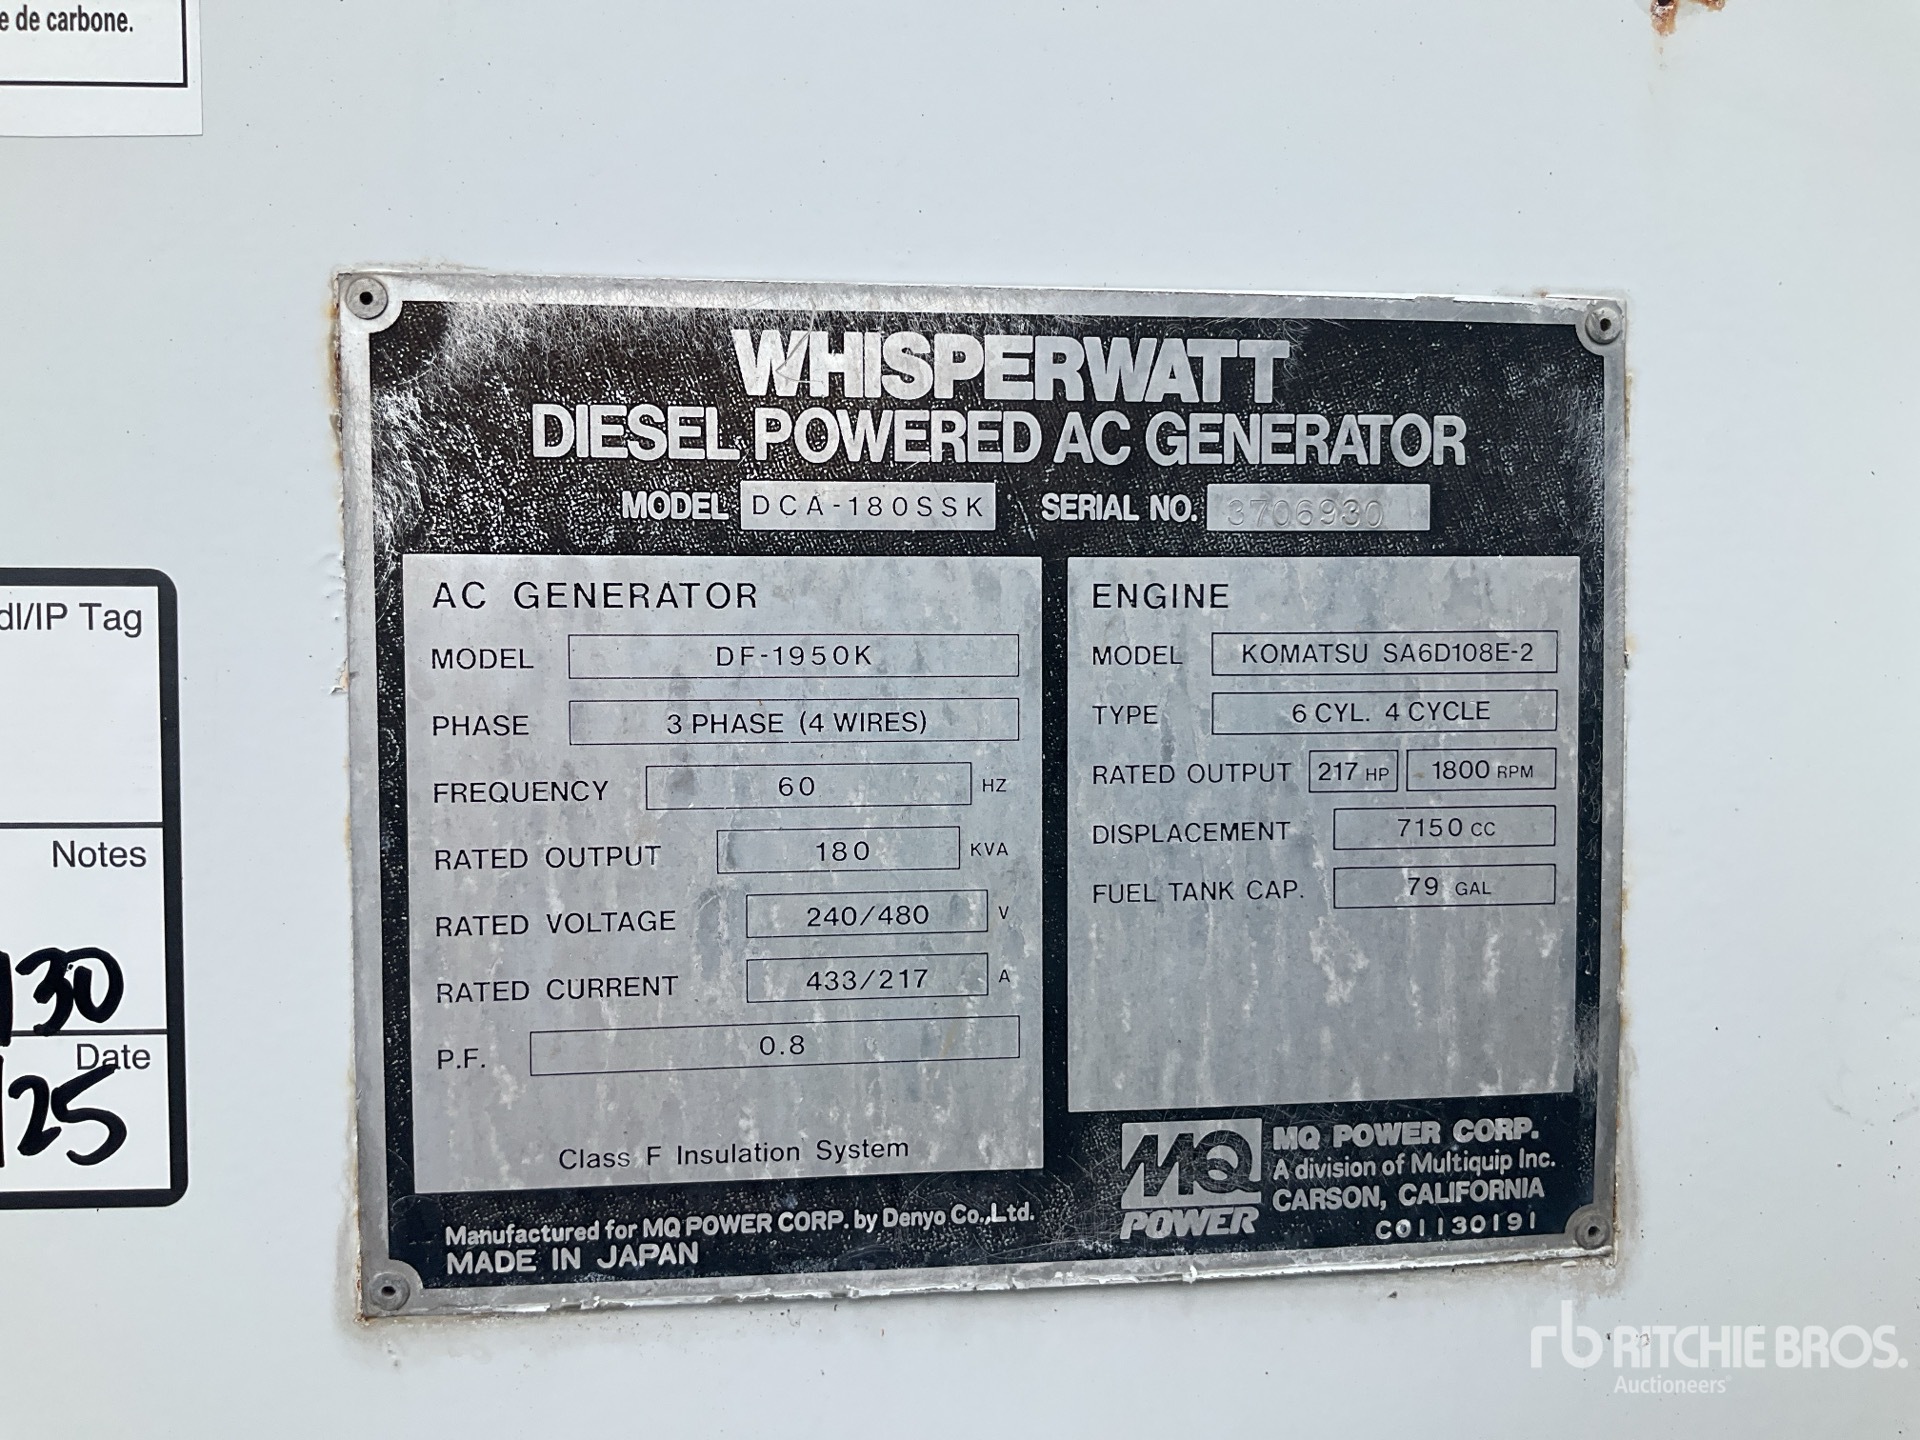 e de carbone.
WHISPERWATT
DIESEL POWERED AC GENERATOR
MODEL DCA-180SSK SERIAL NO. 3706930
AC GENERATOR
MODEL DF-1950K
PHASE 3 PHASE (4 WIRES)
FREQUENCY 60 HZ
RATED OUTPUT 180 KVA
RATED VOLTAGE 240/480 V
RATED CURRENT 433/217 A
P.F. 0.8
Class F Insulation System
ENGINE
MODEL KOMATSU SA6D108E-2
TYPE 6 CYL. 4 CYCLE
RATED OUTPUT 217 HP 1800 RPM
DISPLACEMENT 7150 CC
FUEL TANK CAP. 79 GAL
Manufactured for MQ POWER CORP. by Denyo Co.,Ltd.
MADE IN JAPAN
MQ
POWER
MQ POWER CORP.
A division of Multiquip Inc.
CARSON, CALIFORNIA
C01130191
dl/IP Tag
Notes
30
Date
25
rb RITCHIE BROS.
Auctioneers